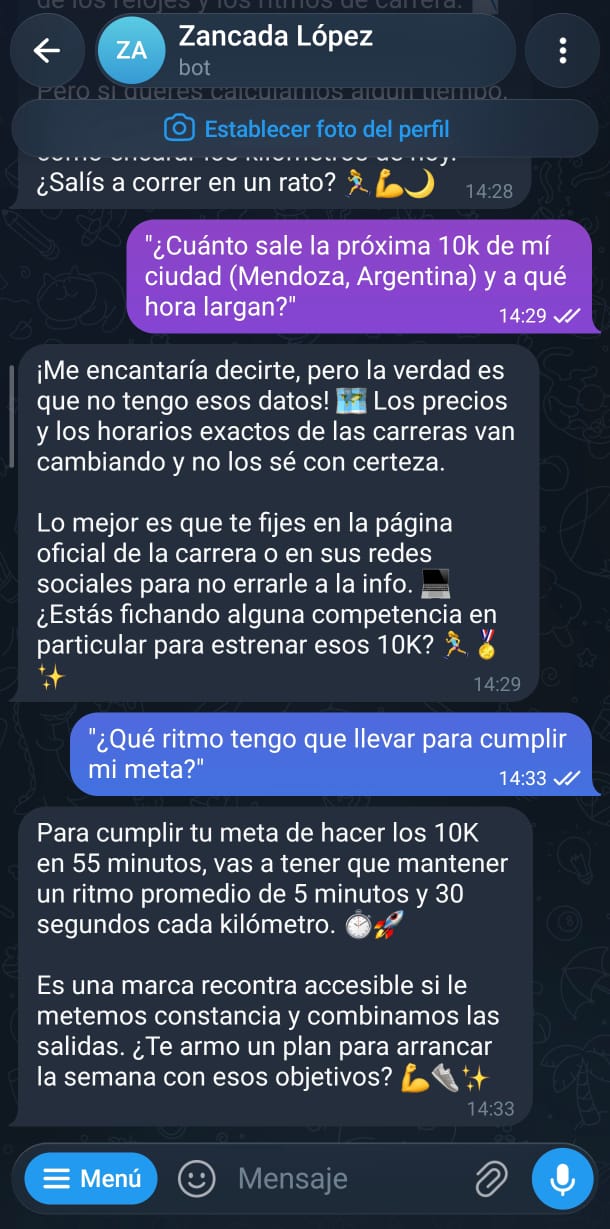 ZA
Zancada López
bot
Establecer foto del perfil
¿Salís a correr en un rato? 🏃💪🌙 14:28
"¿Cuánto sale la próxima 10k de mí
ciudad (Mendoza, Argentina) y a qué
hora largan?"
14:29
¡Me encantaría decirte, pero la verdad es
que no tengo esos datos! 🗺️ Los precios
y los horarios exactos de las carreras van
cambiando y no los sé con certeza.
Lo mejor es que te fijes en la página
oficial de la carrera o en sus redes
sociales para no errarle a la info. 💻
¿Estás fichando alguna competencia en
particular para estrenar esos 10K? 🏃🏅
✨
14:29
"¿Qué ritmo tengo que llevar para cumplir
mi meta?"
14:33
Para cumplir tu meta de hacer los 10K
en 55 minutos, vas a tener que mantener
un ritmo promedio de 5 minutos y 30
segundos cada kilómetro. ⏱️🚀
Es una marca recontra accesible si le
metemos constancia y combinamos las
salidas. ¿Te armo un plan para arrancar
la semana con esos objetivos? 💪👟✨
14:33
Menú
Mensaje